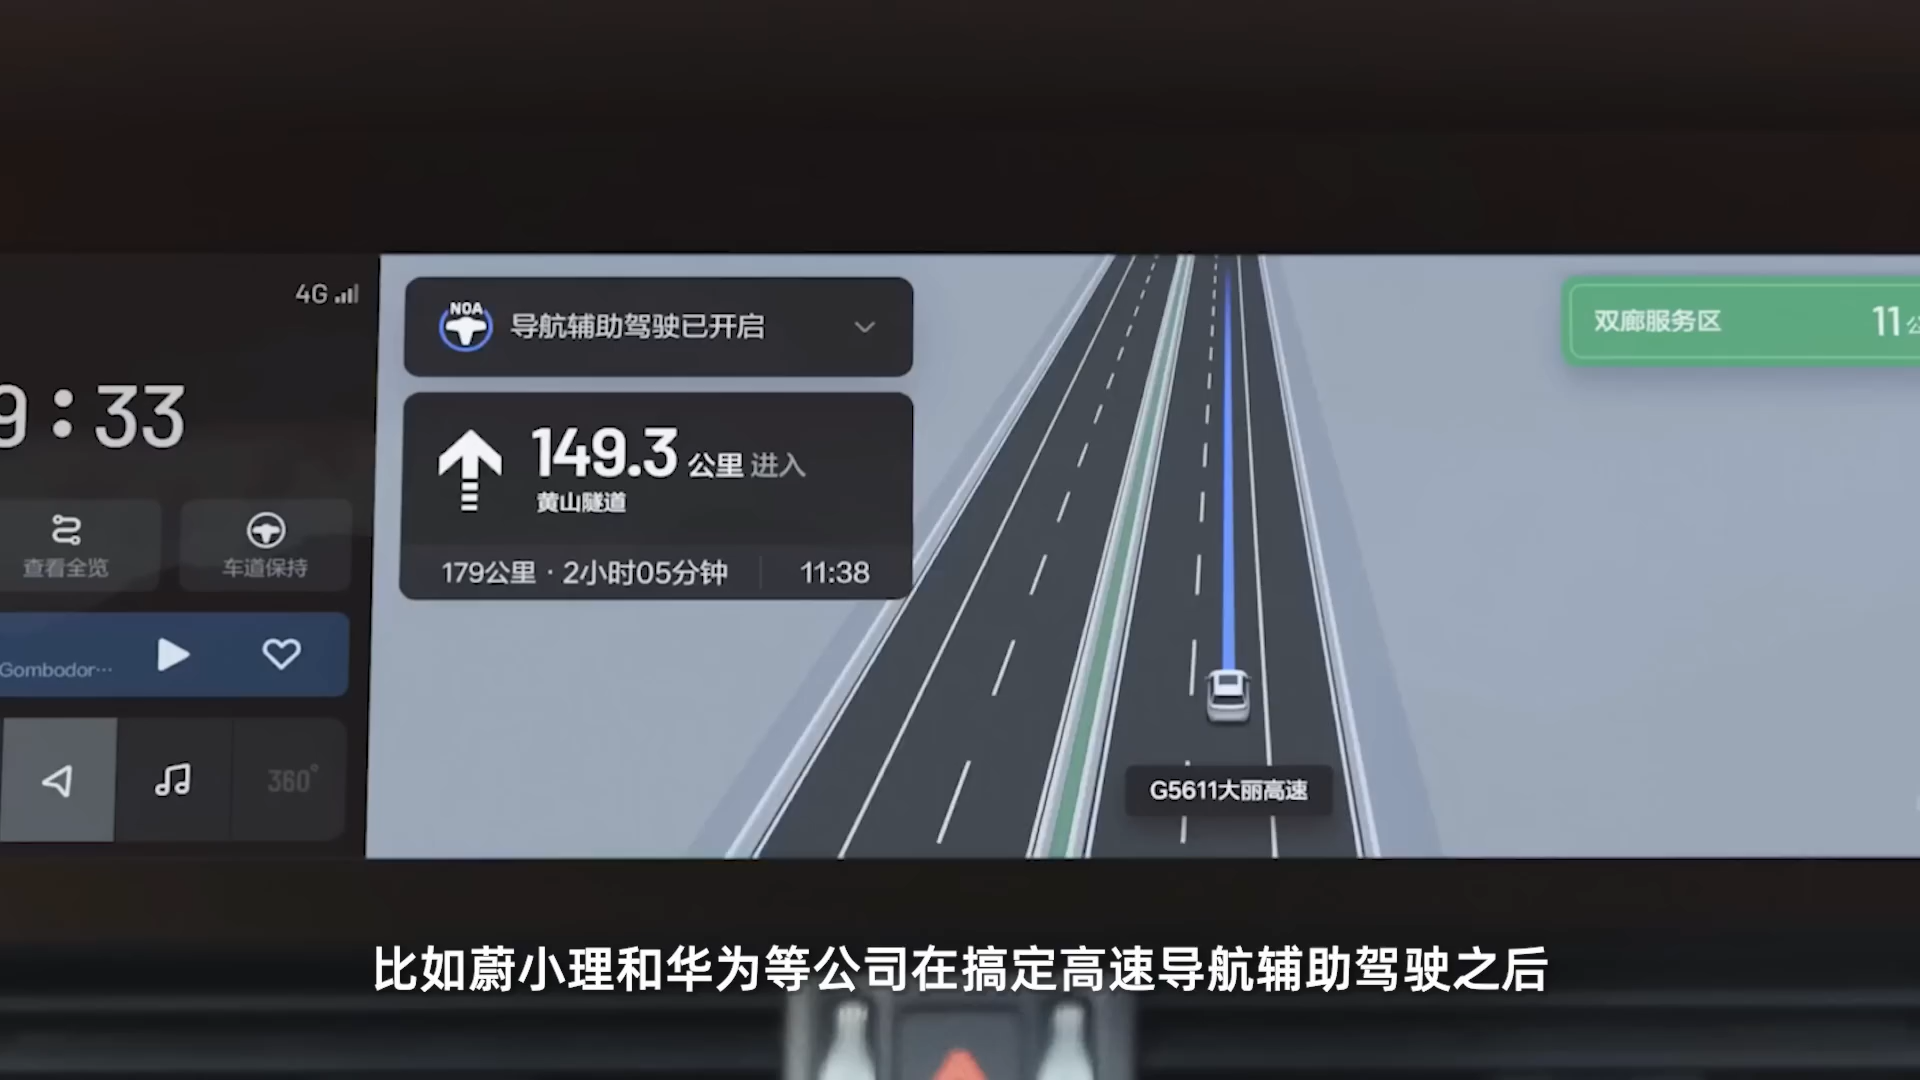 4G
9:33
查看全览
车道保持
Gombodor…
360°
NOA
导航辅助驾驶已开启
149.3 公里 进入
黄山隧道
179公里 · 2小时05分钟 11:38
双廊服务区 11公
G5611大丽高速
比如蔚小理和华为等公司在搞定高速导航辅助驾驶之后